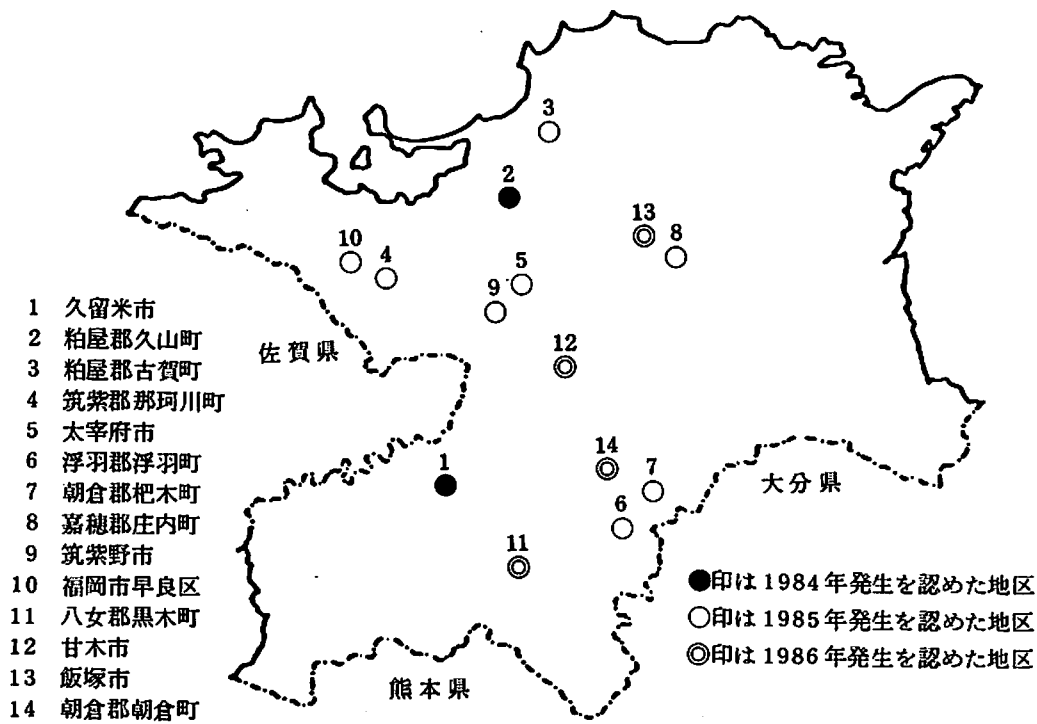 3
2
13
8
10
4
5
9
12
14
7
6
1
11
佐賀県
大分県
熊本県
1 久留米市
2 粕屋郡久山町
3 粕屋郡古賀町
4 筑紫郡那珂川町
5 太宰府市
6 浮羽郡浮羽町
7 朝倉郡杷木町
8 嘉穂郡庄内町
9 筑紫野市
10 福岡市早良区
11 八女郡黒木町
12 甘木市
13 飯塚市
14 朝倉郡朝倉町
●印は1984年発生を認めた地区
○印は1985年発生を認めた地区
◎印は1986年発生を認めた地区